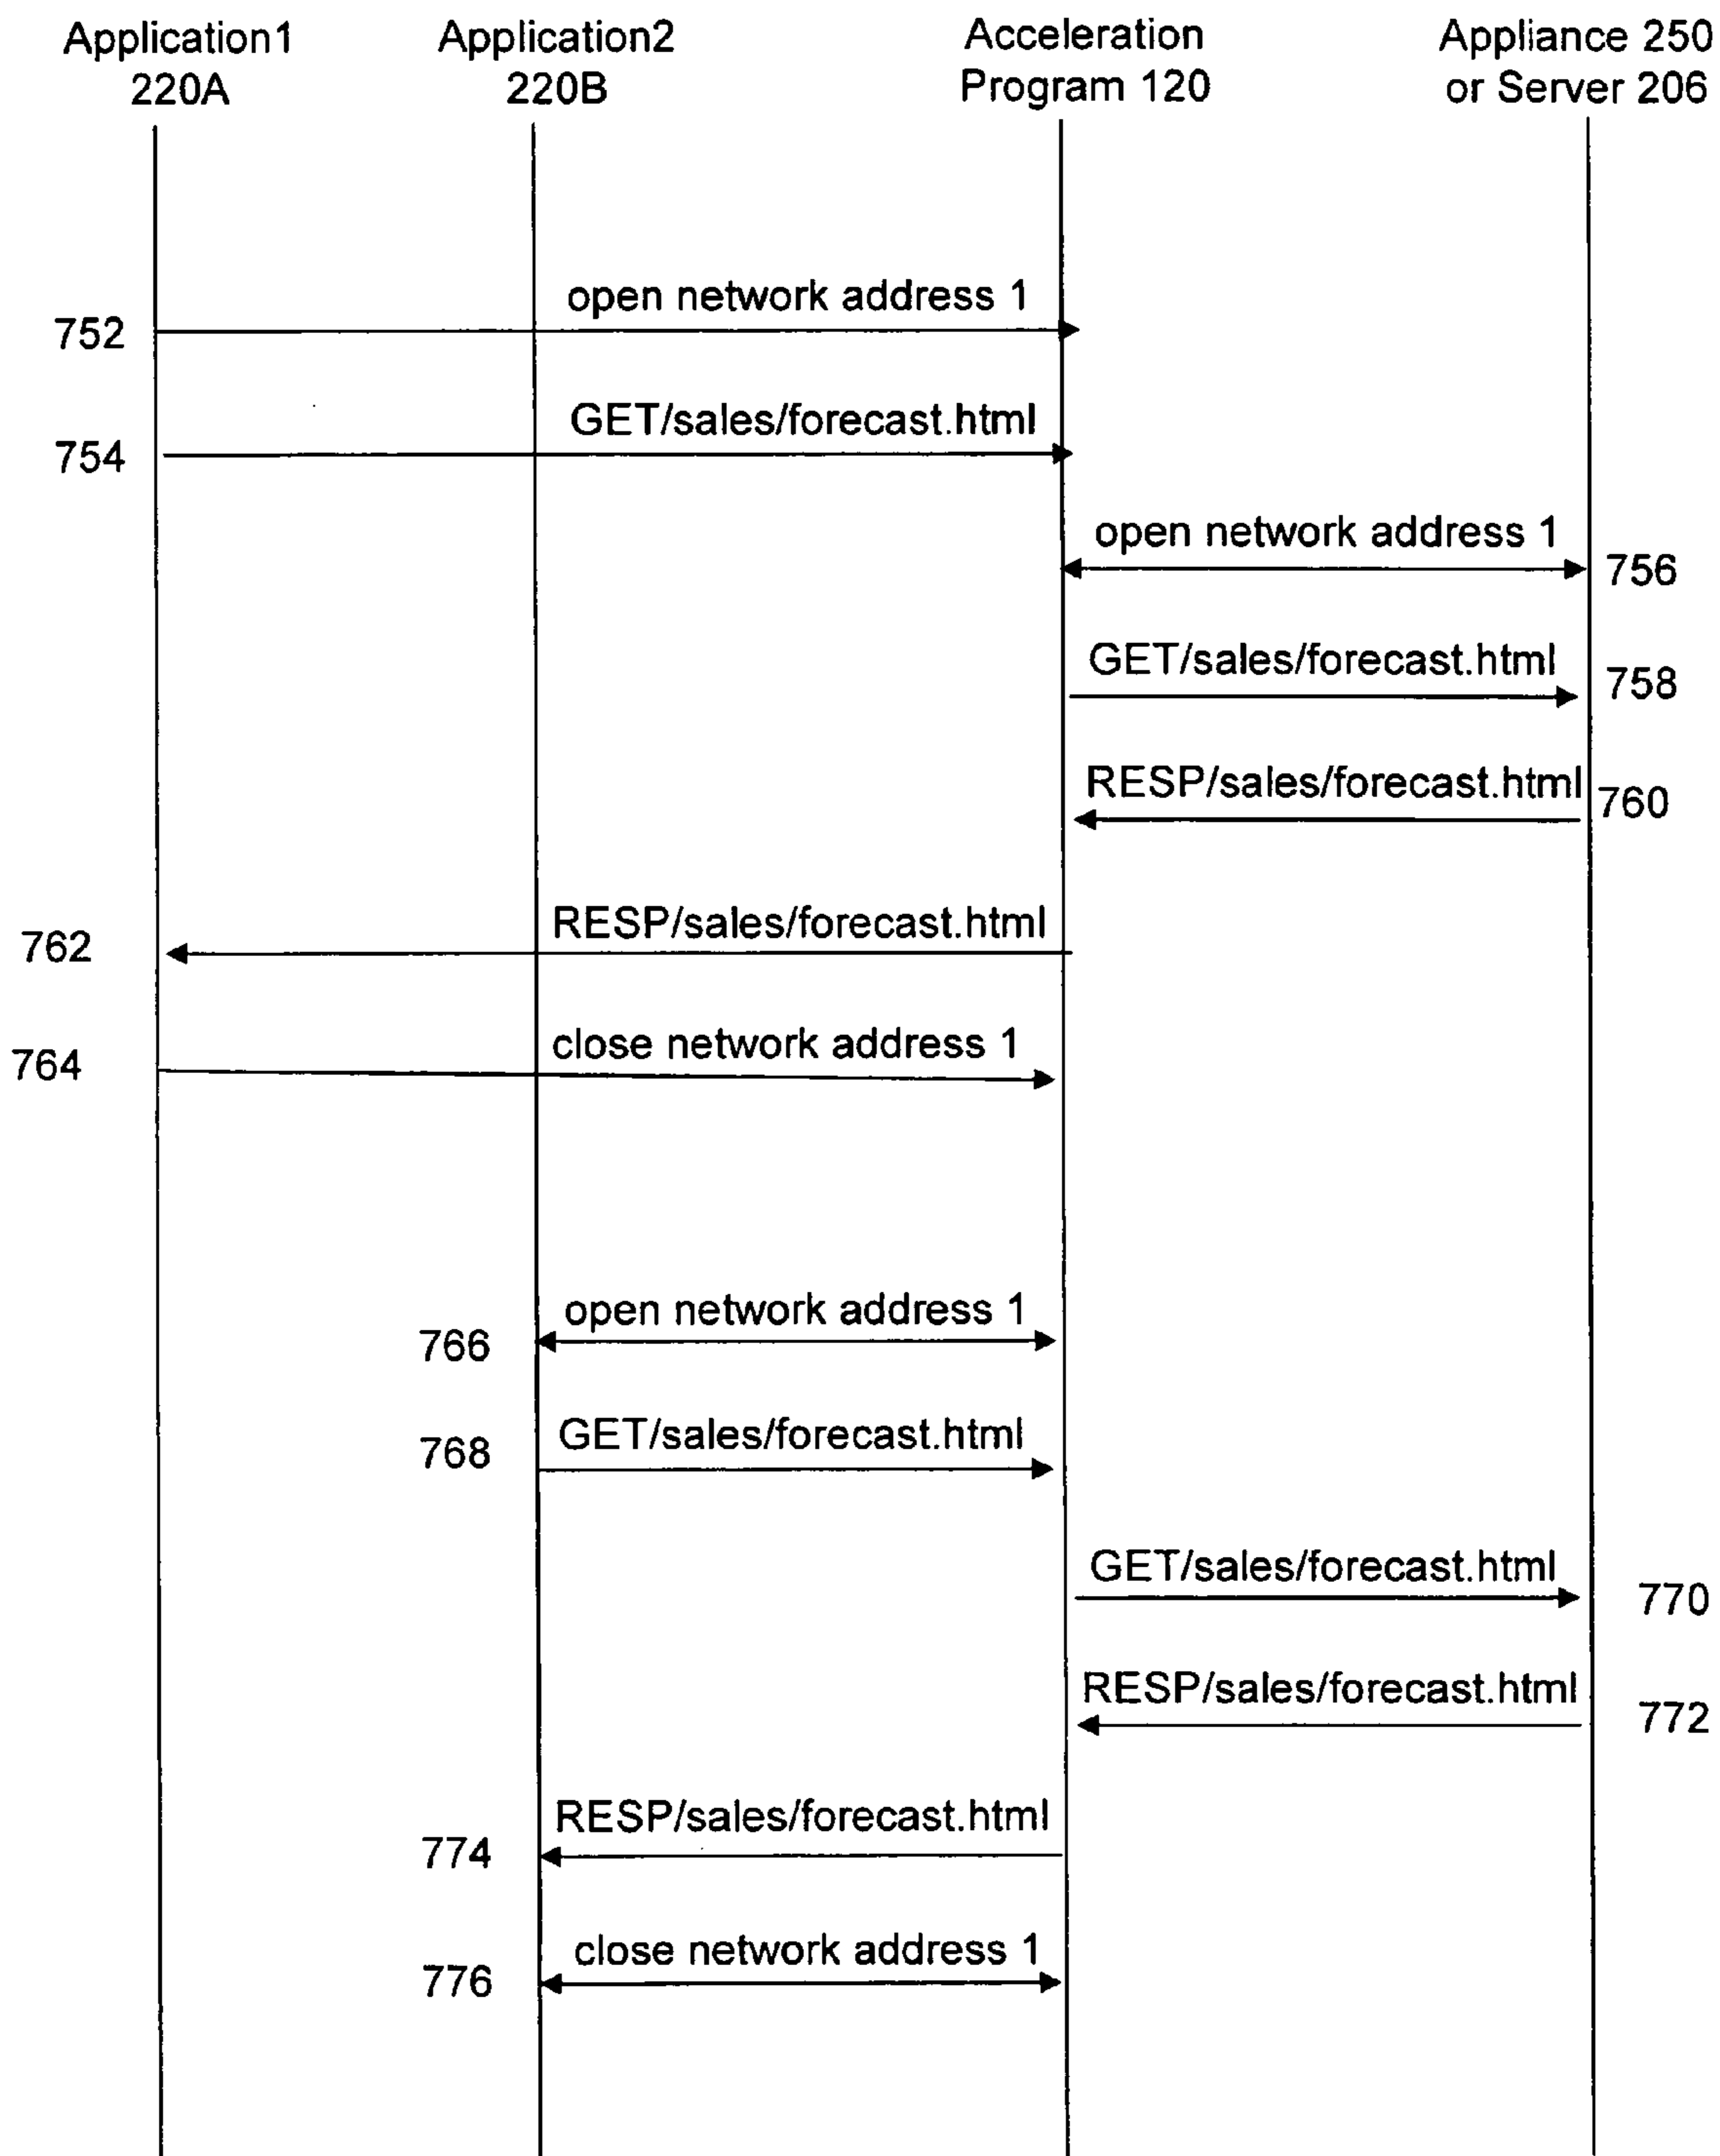 Application1
220A
Application2
220B
Acceleration
Program 120
Appliance 250
or Server 206
open network address 1
752
GET/sales/forecast.html
754
open network address 1
756
GET/sales/forecast.html
758
RESP/sales/forecast.html
760
RESP/sales/forecast.html
762
close network address 1
764
open network address 1
766
GET/sales/forecast.html
768
GET/sales/forecast.html
770
RESP/sales/forecast.html
772
RESP/sales/forecast.html
774
close network address 1
776